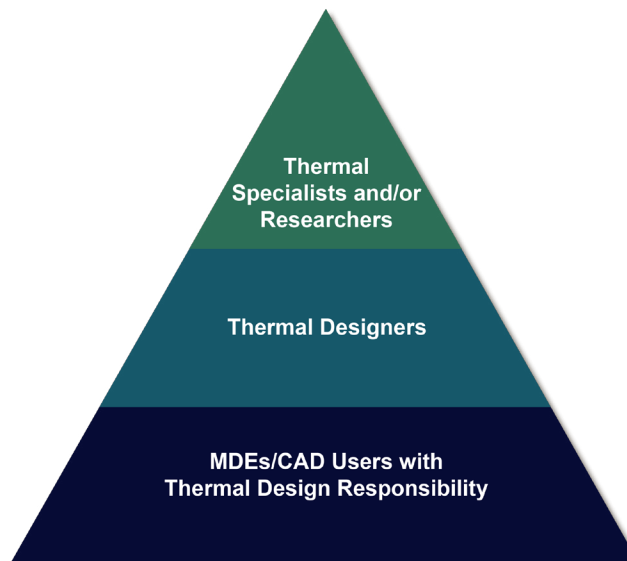 Thermal
Specialists and/or
Researchers
Thermal Designers
MDEs/CAD Users with
Thermal Design Responsibility